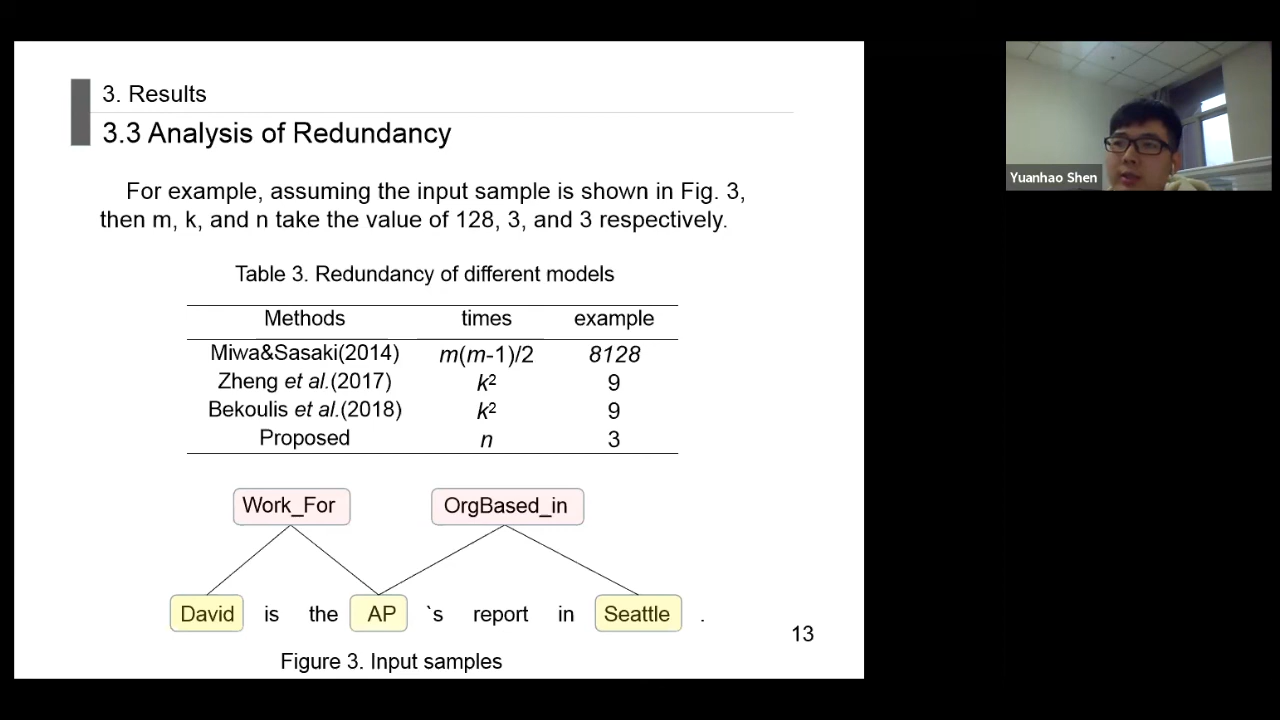 3. Results
3.3 Analysis of Redundancy
For example, assuming the input sample is shown in Fig. 3,
then m, k, and n take the value of 128, 3, and 3 respectively.
Table 3. Redundancy of different models
Methods times example
Miwa&Sasaki(2014) m(m-1)/2 8128
Zheng et al.(2017) k² 9
Bekoulis et al.(2018) k² 9
Proposed n 3
Work_For OrgBased_in
David is the AP `s report in Seattle .
13
Figure 3. Input samples
Yuanhao Shen